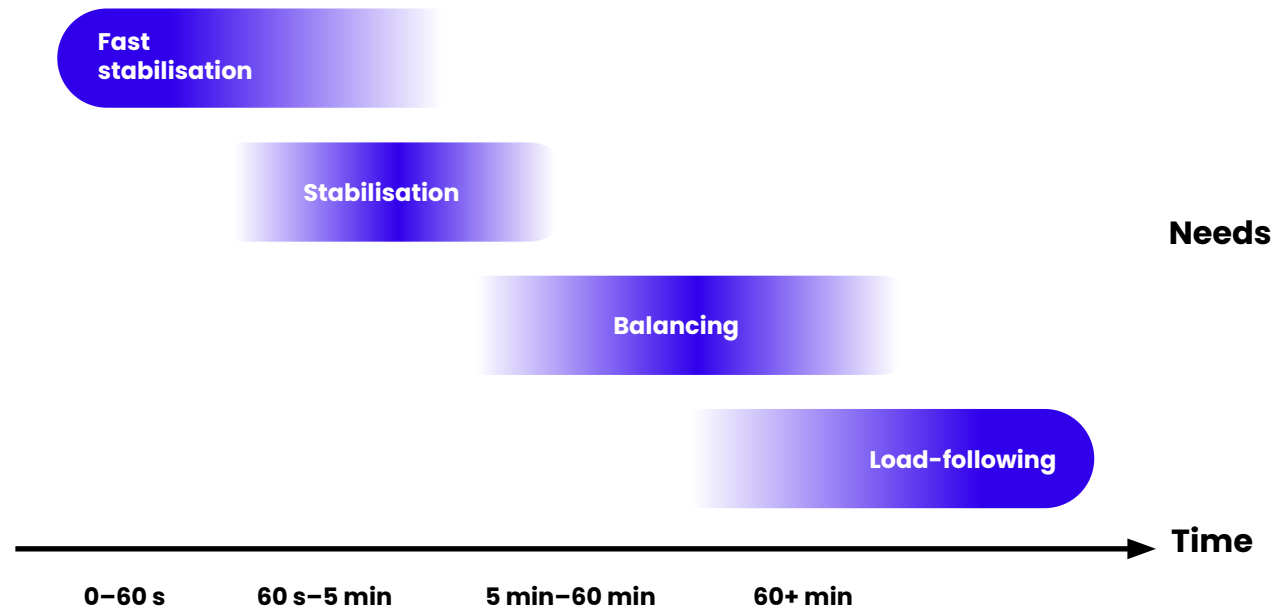 Fast
stabilisation
Stabilisation
Needs
Balancing
Load-following
Time
0–60 s
60 s–5 min
5 min–60 min
60+ min